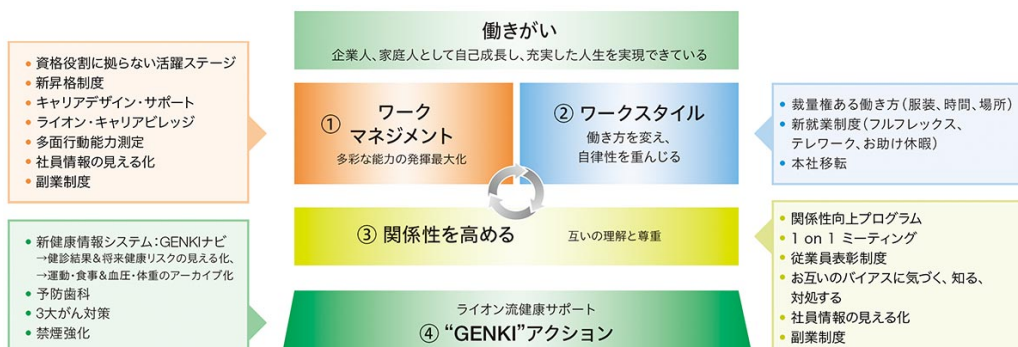 働きがい
企業人、家庭人として自己成長し、充実した人生を実現できている
• 資格役割に拠らない活躍ステージ
• 新昇格制度
• キャリアデザイン・サポート
• ライオン・キャリアビレッジ
• 多面行動能力測定
• 社員情報の見える化
• 副業制度
① ワーク
マネジメント
多彩な能力の発揮最大化
② ワークスタイル
働き方を変え、
自律性を重んじる
• 裁量権ある働き方(服装、時間、場所)
• 新就業制度(フルフレックス、
テレワーク、お助け休暇)
• 本社移転
③ 関係性を高める 互いの理解と尊重
• 関係性向上プログラム
• 1 on 1 ミーティング
• 従業員表彰制度
• お互いのバイアスに気づく、知る、
対処する
• 社員情報の見える化
• 副業制度
• 新健康情報システム:GENKIナビ
→健診結果&将来健康リスクの見える化、
→運動・食事&血圧・体重のアーカイブ化
• 予防歯科
• 3大がん対策
• 禁煙強化
ライオン流健康サポート
④ “GENKI”アクション